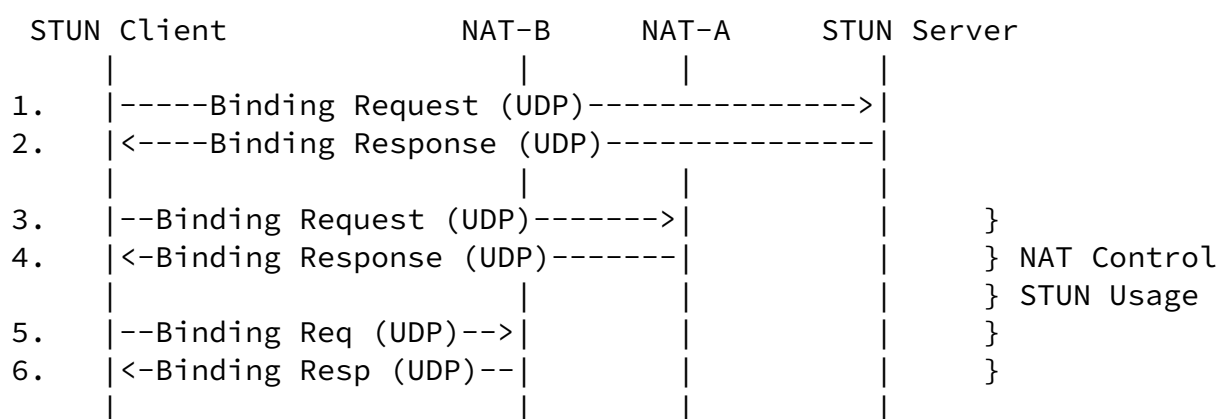 STUN Client               NAT-B      NAT-A      STUN Server
      |                         |          |            |
1.    |-----Binding Request (UDP)--------------->|
2.    |<----Binding Response (UDP)---------------|
      |                         |          |            |
3.    |--Binding Request (UDP)------->|            |      }
4.    |<-Binding Response (UDP)-------|            |      } NAT Control
      |                         |          |            |      } STUN Usage
5.    |--Binding Req (UDP)-->|          |            |      }
6.    |<-Binding Resp (UDP)--|          |            |      }
      |                         |          |            |